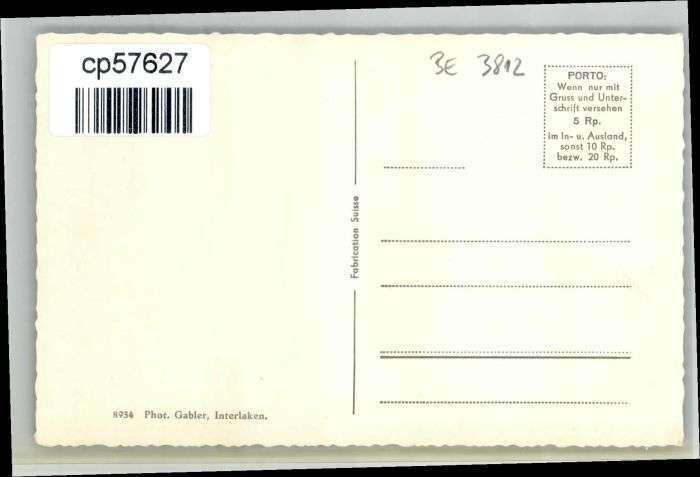 cp57627
BE 3812
PORTO:
Wenn nur mit
Gruss und Unter-
schrift versehen
5 Rp.
im In- u. Ausland,
sonst 10 Rp.
bezw. 20 Rp.
Fabrication Suisse
8934 Phot. Gabler, Interlaken.